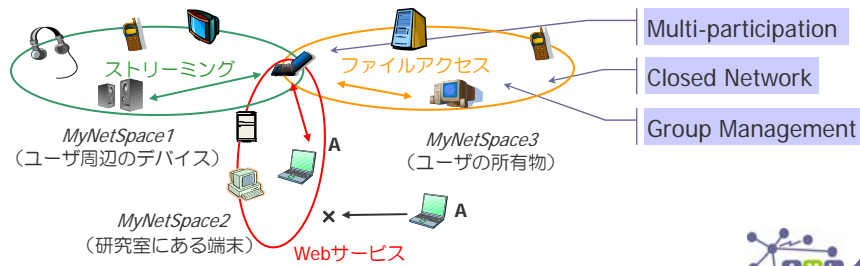 Multi-participation
ストリーミング
ファイルアクセス
Closed Network
Group Management
MyNetSpace1
（ユーザ周辺のデバイス）
A
MyNetSpace3
（ユーザの所有物）
MyNetSpace2
（研究室にある端末）
×
A
Webサービス